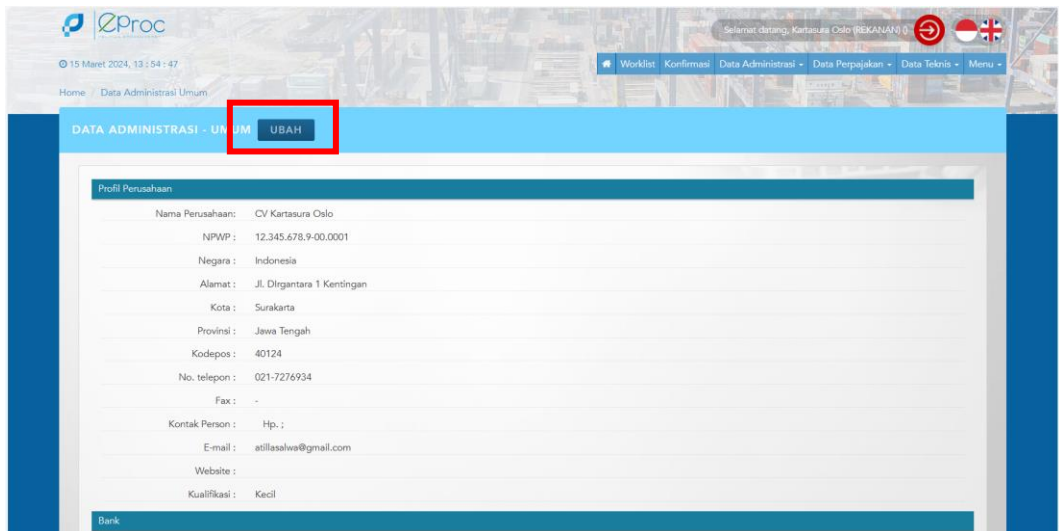 eProc
Selamat datang, Kartasura Oslo (REKANAN) ()
15 Maret 2024, 13 : 54 : 47
Worklist Konfirmasi Data Administrasi Data Perpajakan Data Teknis Menu
Home / Data Administrasi Umum
DATA ADMINISTRASI - UMUM UBAH
Profil Perusahaan
Nama Perusahaan: CV Kartasura Oslo
NPWP : 12.345.678.9-00.0001
Negara : Indonesia
Alamat : Jl. DIrgantara 1 Kentingan
Kota : Surakarta
Provinsi : Jawa Tengah
Kodepos : 40124
No. telepon : 021-7276934
Fax : -
Kontak Person : Hp. ;
E-mail : atillasalwa@gmail.com
Website :
Kualifikasi : Kecil
Bank